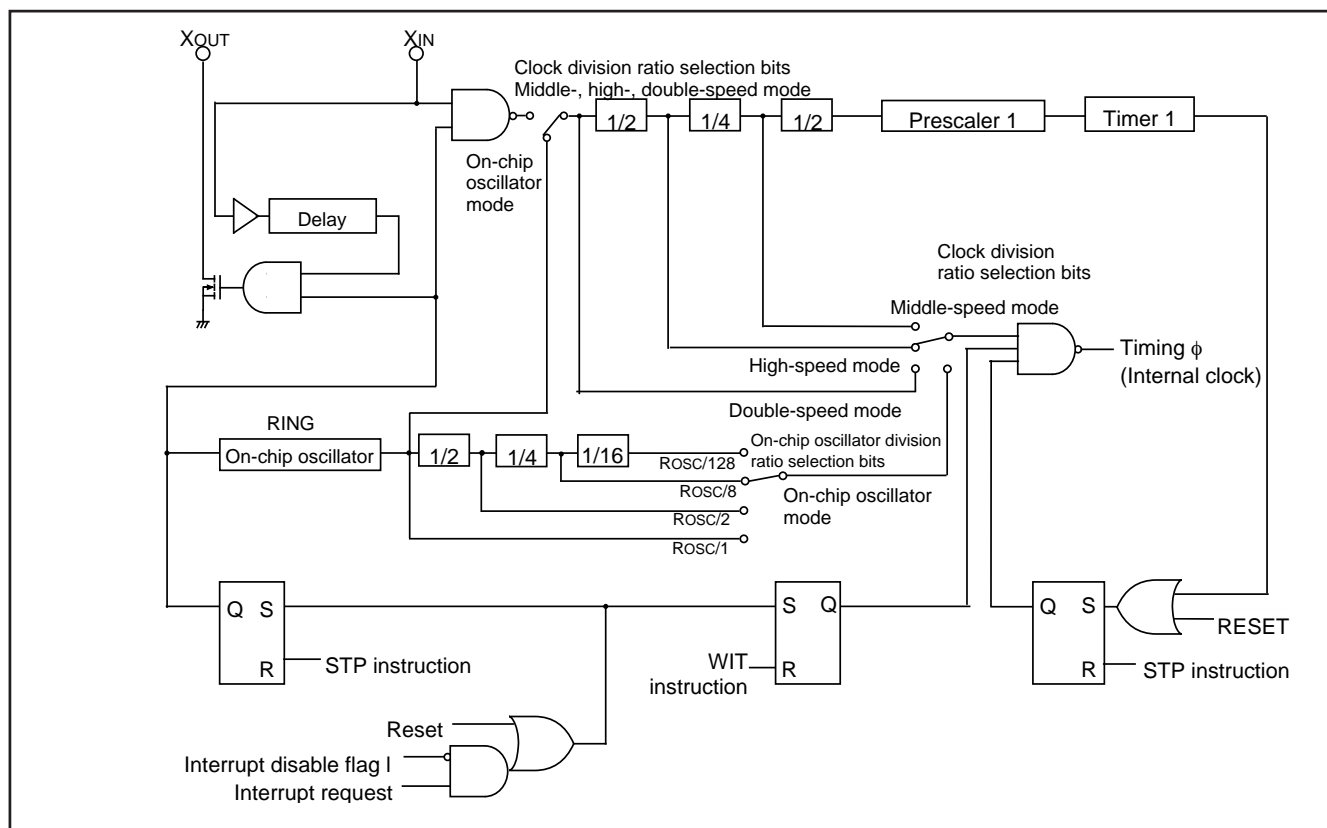 XOUT
XIN
Clock division ratio selection bits
Middle-, high-, double-speed mode
1/2
1/4
1/2
Prescaler 1
Timer 1
On-chip
oscillator
mode
Delay
Clock division
ratio selection bits
Middle-speed mode
High-speed mode
Timing ϕ
(Internal clock)
Double-speed mode
RING
On-chip oscillator
1/2
1/4
1/16
ROSC/128
On-chip oscillator division
ratio selection bits
ROSC/8
On-chip oscillator
mode
ROSC/2
ROSC/1
Q S
R
STP instruction
S Q
R
WIT
instruction
Q S
R
RESET
STP instruction
Reset
Interrupt disable flag I
Interrupt request